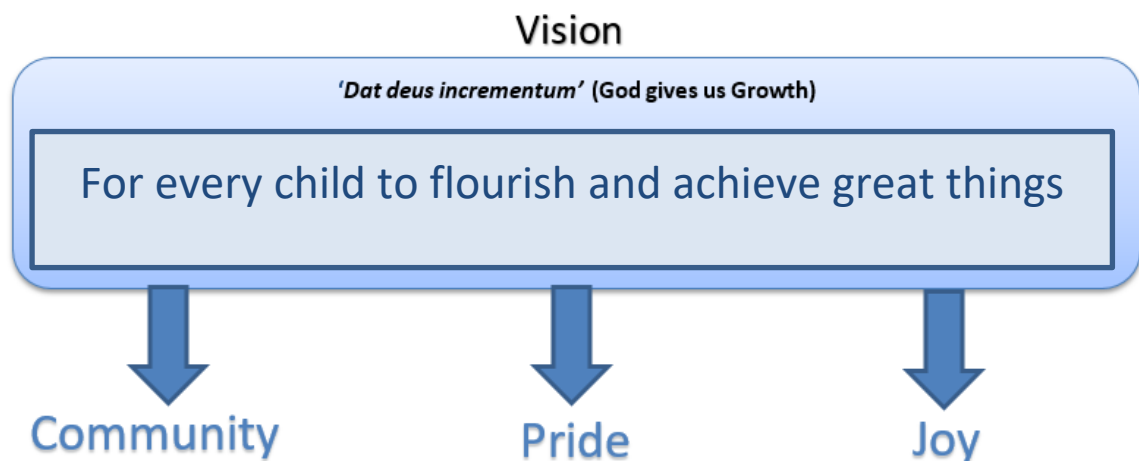 Vision
‘Dat deus incrementum’ (God gives us Growth)
For every child to flourish and achieve great things
Community Pride Joy